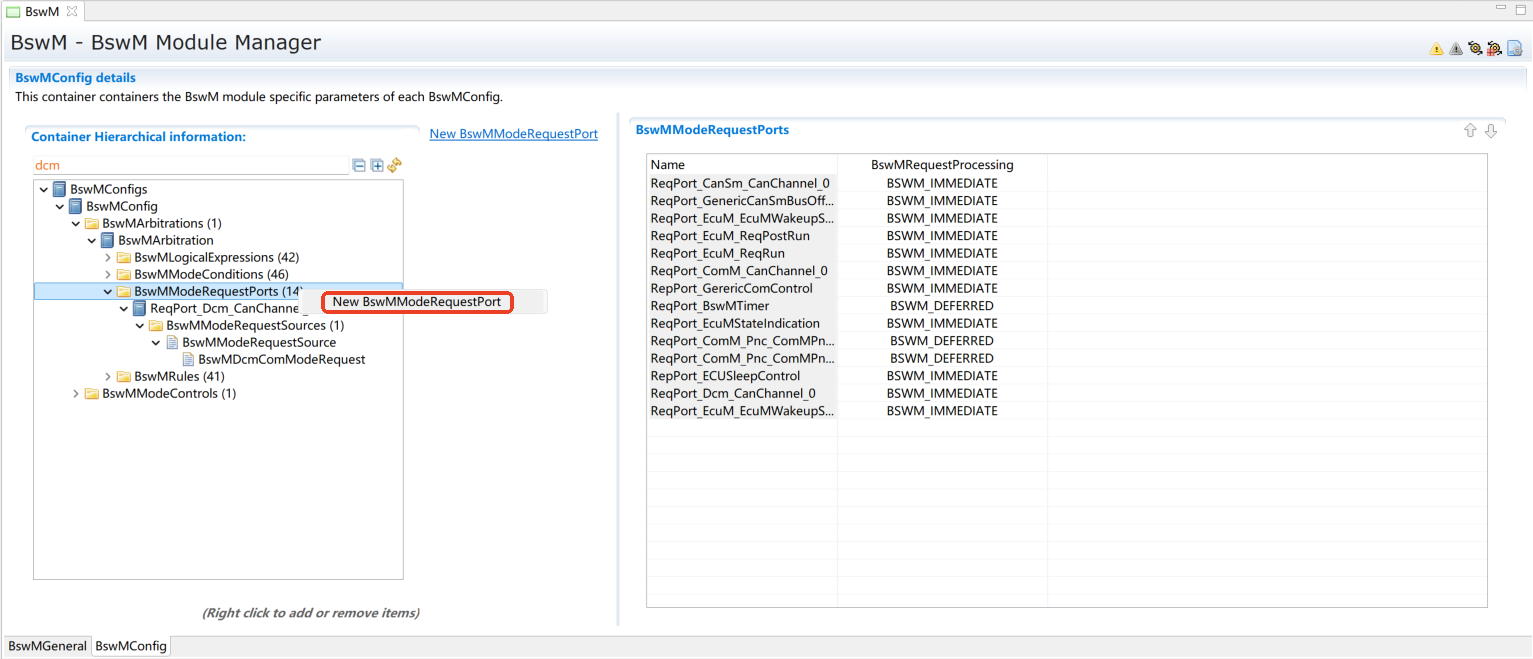 BswM
BswM - BswM Module Manager
BswMConfig details
This container containers the BswM module specific parameters of each BswMConfig.
Container Hierarchical information:
New BswMModeRequestPort
dcm
BswMConfigs
BswMConfig
BswMArbitrations (1)
BswMArbitration
BswMLogicalExpressions (42)
BswMModeConditions (46)
BswMModeRequestPorts (14)
New BswMModeRequestPort
ReqPort_Dcm_CanChannel_
BswMModeRequestSources (1)
BswMModeRequestSource
BswMDcmComModeRequest
BswMRules (41)
BswMModeControls (1)
(Right click to add or remove items)
BswMModeRequestPorts
Name BswMRequestProcessing
ReqPort_CanSm_CanChannel_0 BSWM_IMMEDIATE
ReqPort_GenericCanSmBusOff... BSWM_IMMEDIATE
ReqPort_EcuM_EcuMWakeupS... BSWM_IMMEDIATE
ReqPort_EcuM_ReqPostRun BSWM_IMMEDIATE
ReqPort_EcuM_ReqRun BSWM_IMMEDIATE
ReqPort_ComM_CanChannel_0 BSWM_IMMEDIATE
RepPort_GerericComControl BSWM_IMMEDIATE
ReqPort_BswMTimer BSWM_DEFERRED
ReqPort_EcuMStateIndication BSWM_IMMEDIATE
ReqPort_ComM_Pnc_ComMPn... BSWM_DEFERRED
ReqPort_ComM_Pnc_ComMPn... BSWM_DEFERRED
RepPort_ECUSleepControl BSWM_IMMEDIATE
ReqPort_Dcm_CanChannel_0 BSWM_IMMEDIATE
ReqPort_EcuM_EcuMWakeupS... BSWM_IMMEDIATE
BswMGeneral BswMConfig